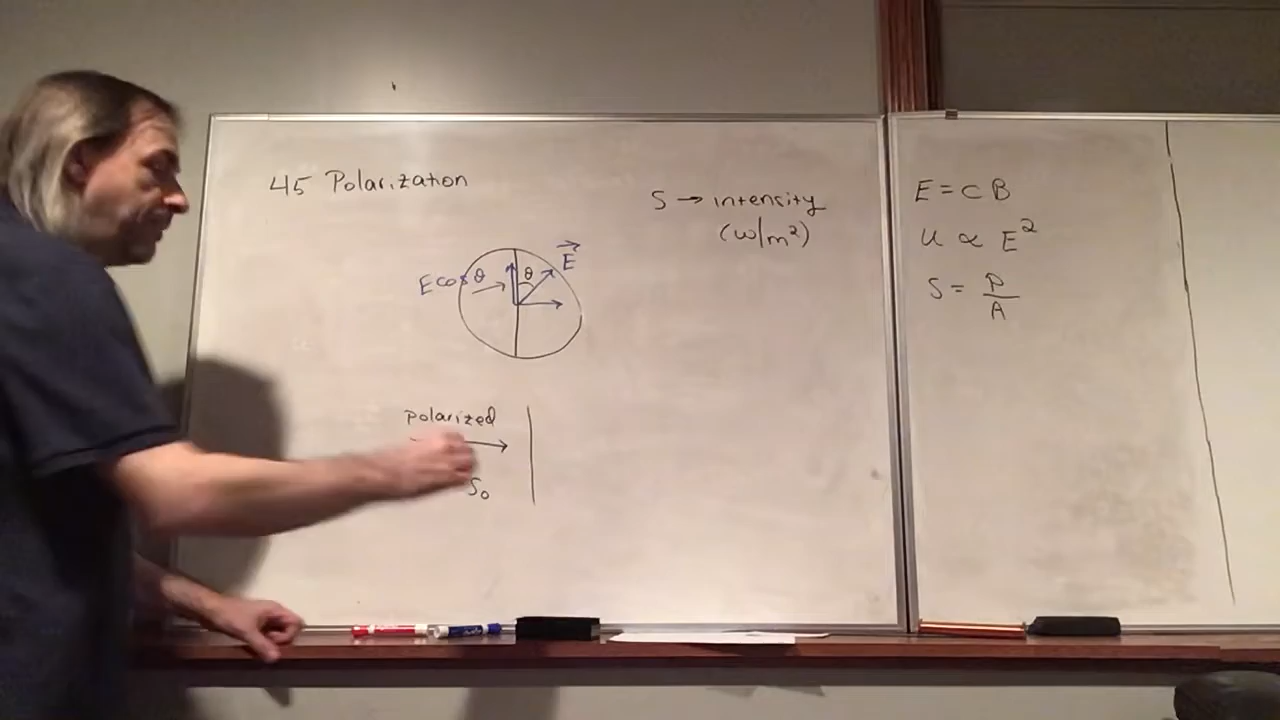 45 Polarization
S → intensity
(W/m²)
E⃗
E cos θ
θ
polarized
S₀
E = cB
u ∝ E²
S = P/A